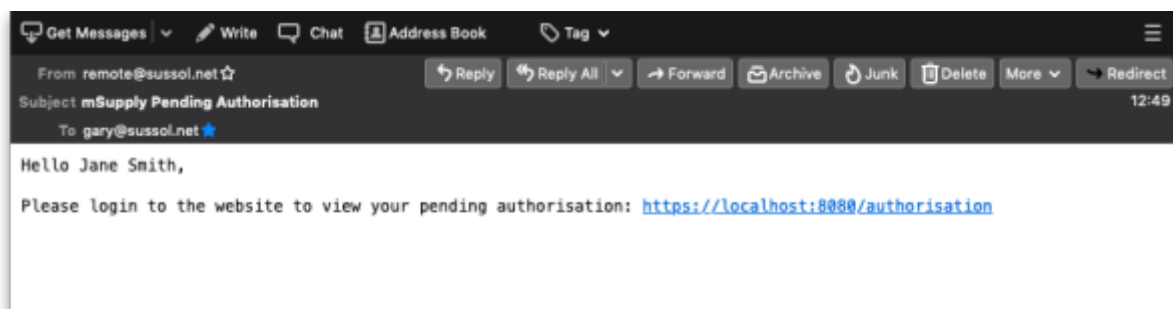 Get Messages Write Chat Address Book Tag
From remote@sussol.net Reply Reply All Forward Archive Junk Delete More Redirect
Subject mSupply Pending Authorisation 12:49
To gary@sussol.net
Hello Jane Smith,
Please login to the website to view your pending authorisation: https://localhost:8080/authorisation